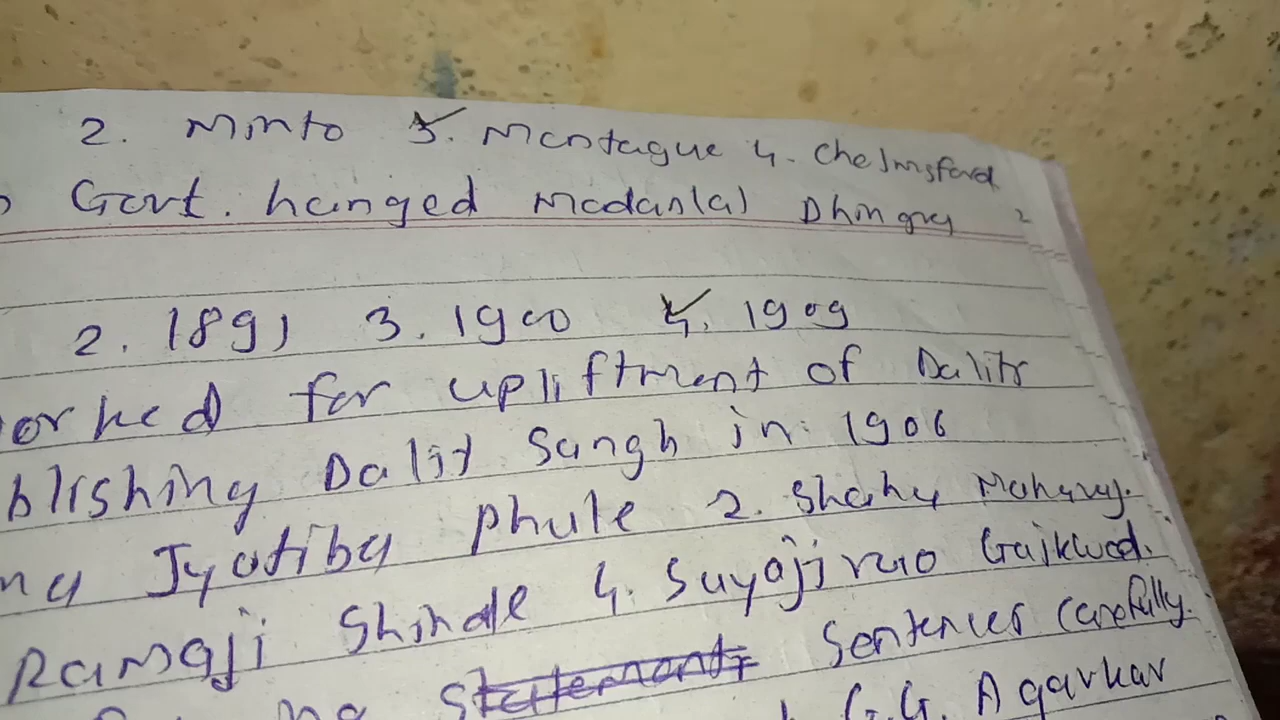 2. Minto 3. Montague 4. Chelmsford
Govt. hanged Madanlal Dhingra ?
2. 1891 3. 1900 4. 1909
orked for upliftment of Dalits
blishing Dalit Sangh in 1906
ma Jyotiba Phule 2. Shahu Maharaj.
Ramaji Shinde 4. Sayajirao Gaikwad.
Sentences carefully.
G.G. Agarkar